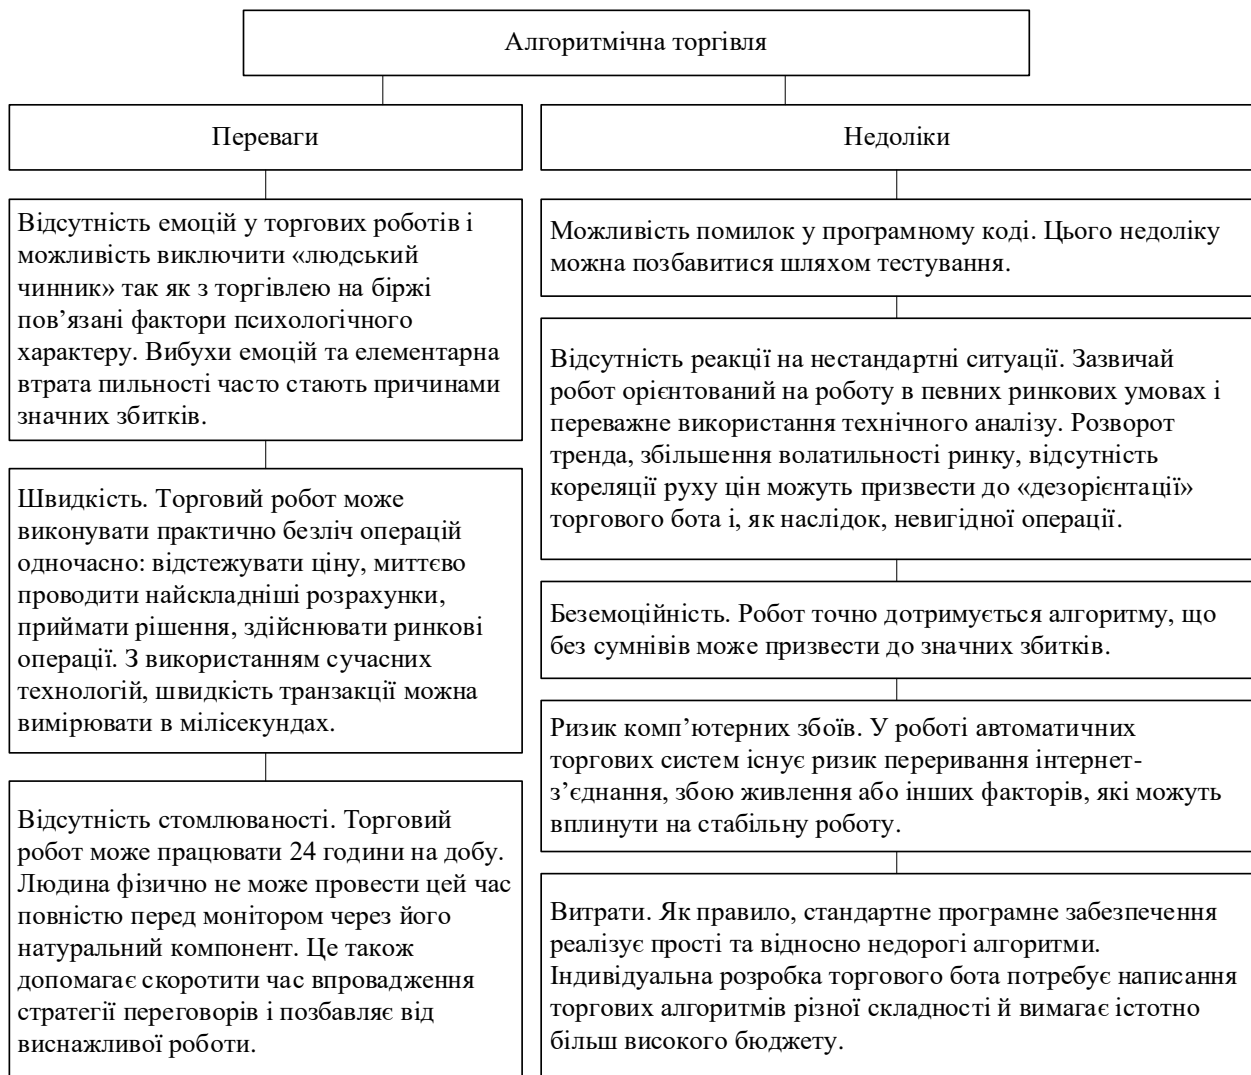 Алгоритмічна торгівля
Переваги
Недоліки
Відсутність емоцій у торгових роботів і
можливість виключити «людський
чинник» так як з торгівлею на біржі
пов’язані фактори психологічного
характеру. Вибухи емоцій та елементарна
втрата пильності часто стають причинами
значних збитків.
Швидкість. Торговий робот може
виконувати практично безліч операцій
одночасно: відстежувати ціну, миттєво
проводити найскладніші розрахунки,
приймати рішення, здійснювати ринкові
операції. З використанням сучасних
технологій, швидкість транзакції можна
вимірювати в мілісекундах.
Відсутність стомлюваності. Торговий
робот може працювати 24 години на добу.
Людина фізично не може провести цей час
повністю перед монітором через його
натуральний компонент. Це також
допомагає скоротити час впровадження
стратегії переговорів і позбавляє від
виснажливої роботи.
Можливість помилок у програмному коді. Цього недоліку
можна позбавитися шляхом тестування.
Відсутність реакції на нестандартні ситуації. Зазвичай
робот орієнтований на роботу в певних ринкових умовах і
переважне використання технічного аналізу. Розворот
тренда, збільшення волатильності ринку, відсутність
кореляції руху цін можуть призвести до «дезорієнтації»
торгового бота і, як наслідок, невигідної операції.
Беземоційність. Робот точно дотримується алгоритму, що
без сумнівів може призвести до значних збитків.
Ризик комп’ютерних збоїв. У роботі автоматичних
торгових систем існує ризик переривання інтернет-
з’єднання, збою живлення або інших факторів, які можуть
вплинути на стабільну роботу.
Витрати. Як правило, стандартне програмне забезпечення
реалізує прості та відносно недорогі алгоритми.
Індивідуальна розробка торгового бота потребує написання
торгових алгоритмів різної складності й вимагає істотно
більш високого бюджету.